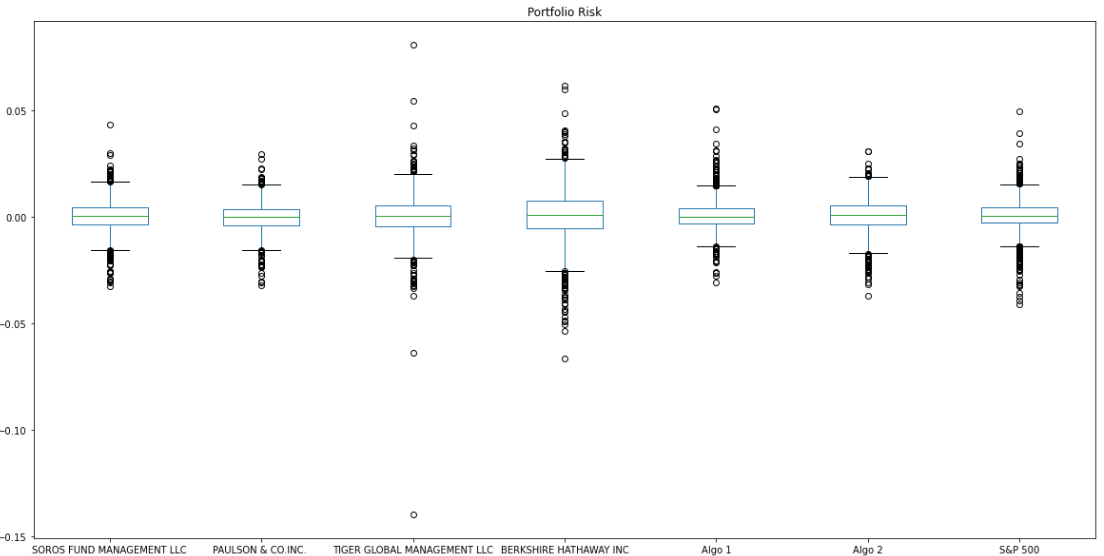 Portfolio Risk
0.05
0.00
−0.05
−0.10
−0.15
SOROS FUND MANAGEMENT LLC PAULSON & CO.INC. TIGER GLOBAL MANAGEMENT LLC BERKSHIRE HATHAWAY INC Algo 1 Algo 2 S&P 500